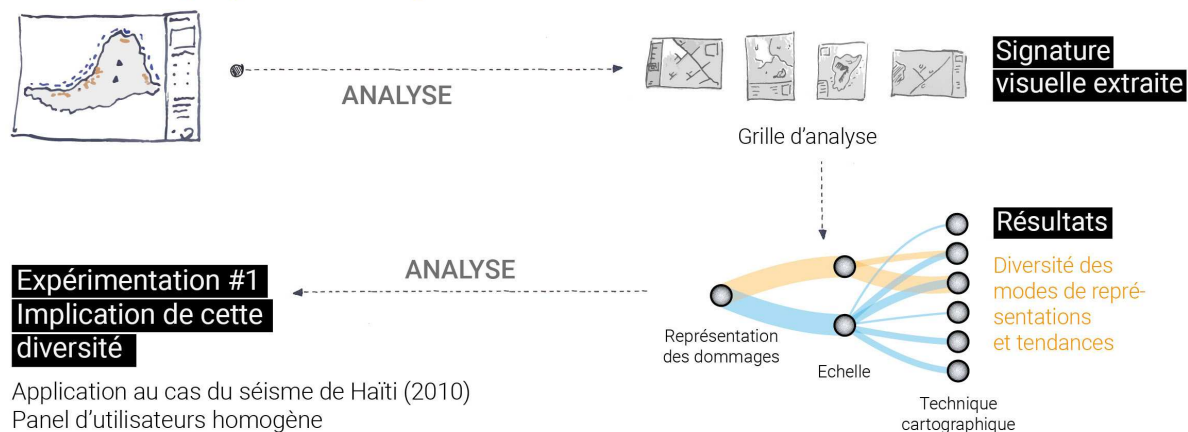 ANALYSE
Signature
visuelle extraite
Grille d'analyse
Résultats
Diversité des
modes de repré-
sentations
et tendances
Représentation
des dommages
Echelle
Technique
cartographique
ANALYSE
Expérimentation #1
Implication de cette
diversité
Application au cas du séisme de Haïti (2010)
Panel d'utilisateurs homogène